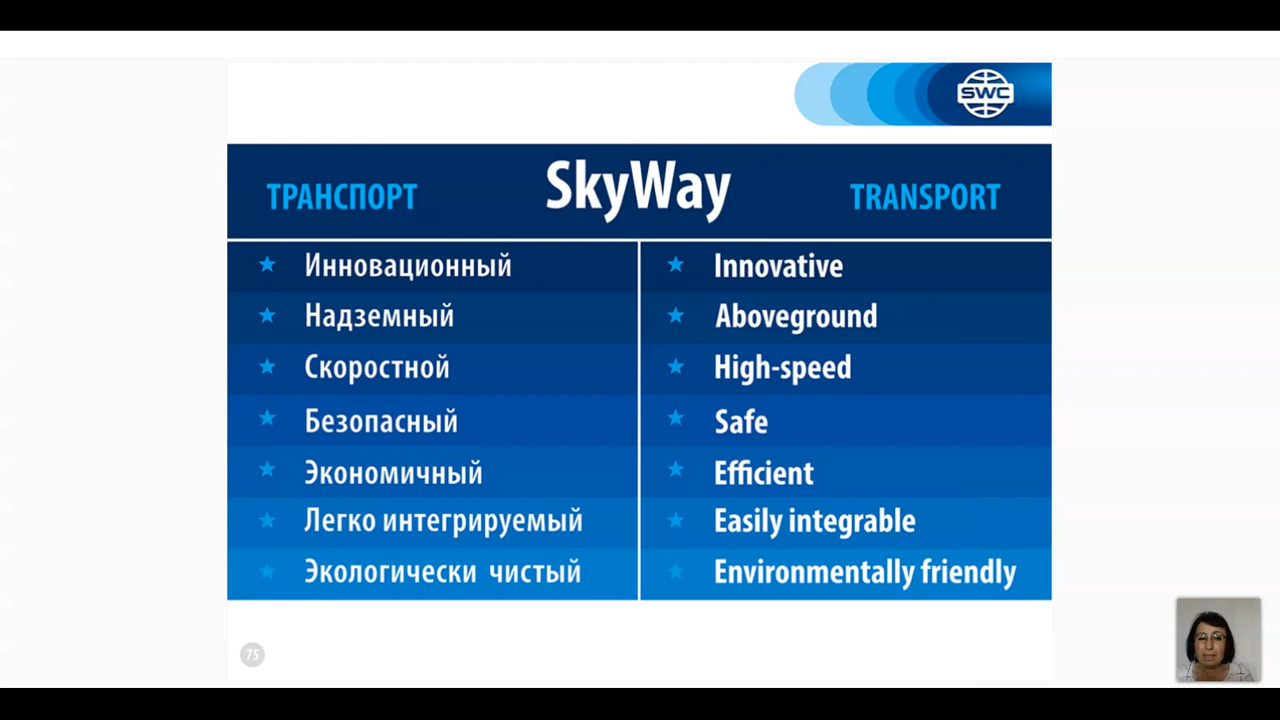 SWC
ТРАНСПОРТ SkyWay TRANSPORT
Инновационный Innovative
Надземный Aboveground
Скоростной High-speed
Безопасный Safe
Экономичный Efficient
Легко интегрируемый Easily integrable
Экологически чистый Environmentally friendly
75